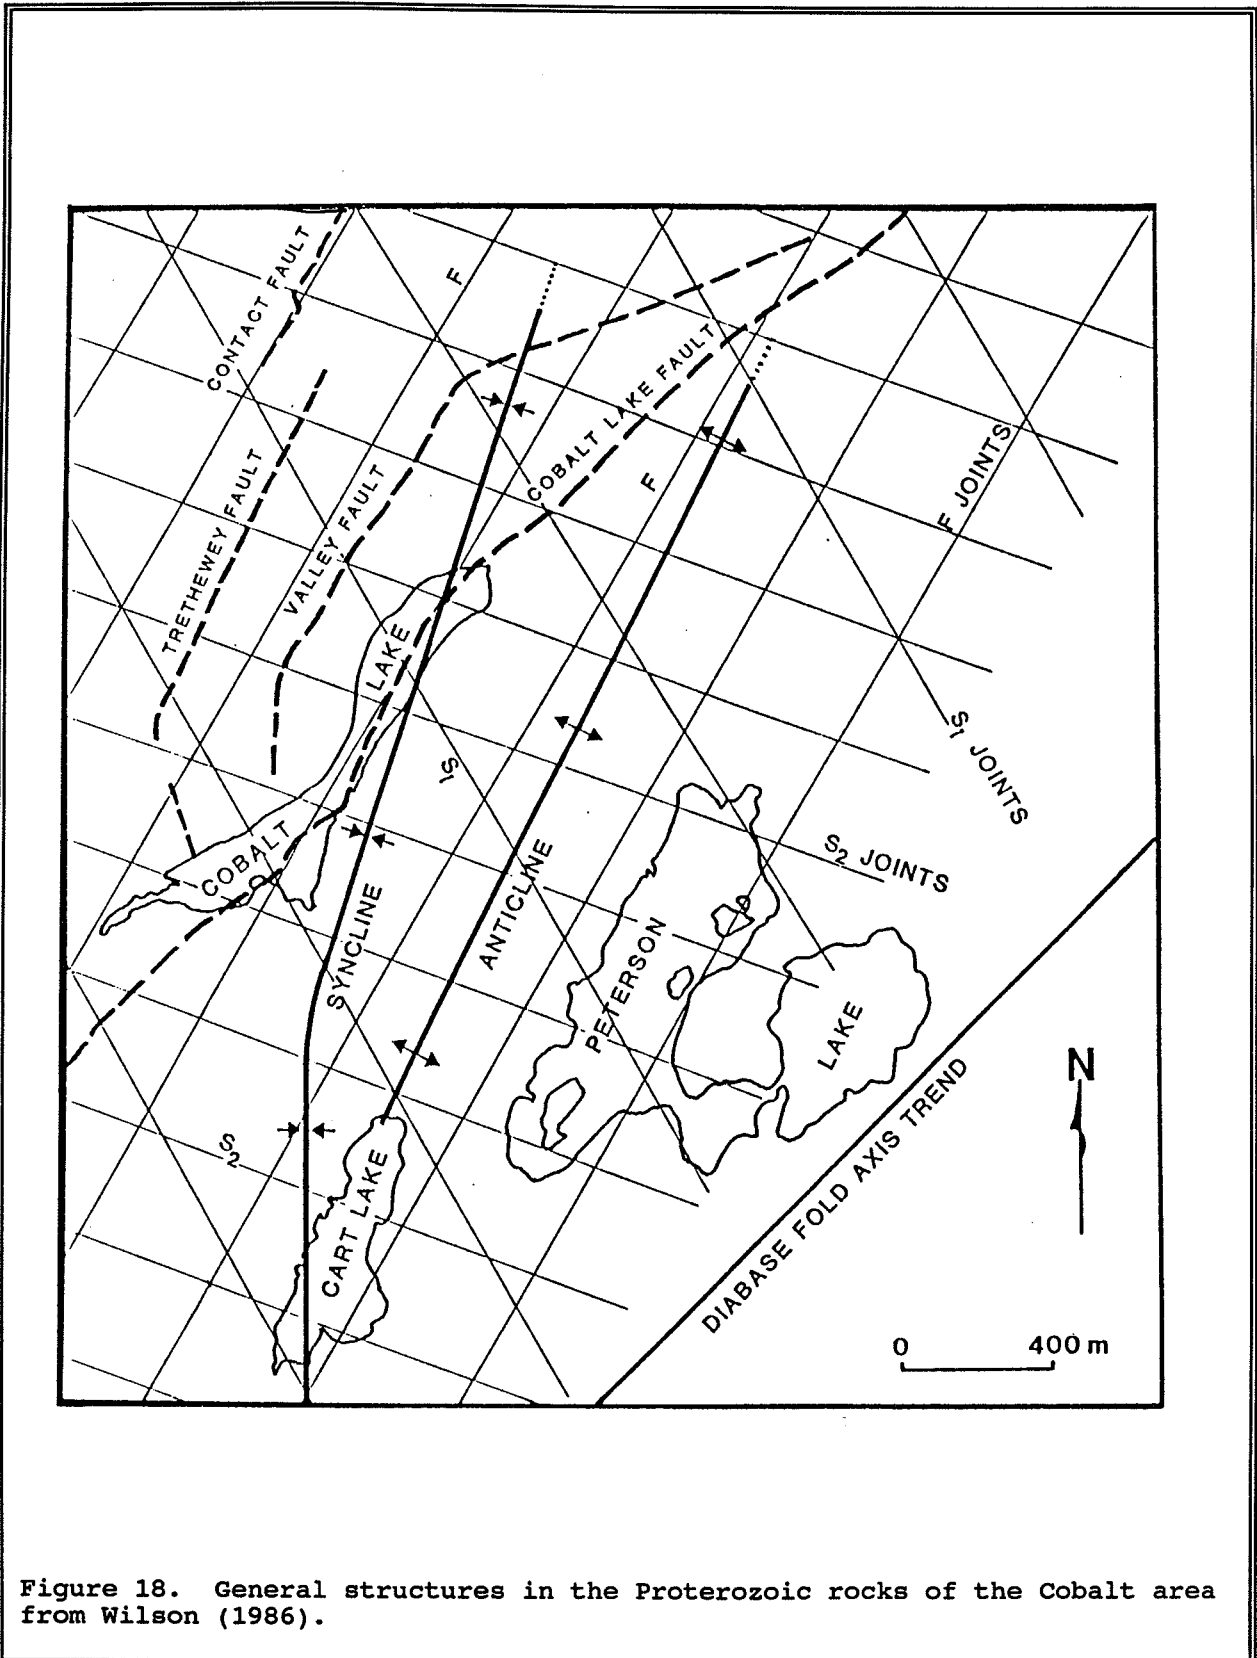 CONTACT FAULT
F
TRETHEWEY FAULT
VALLEY FAULT
COBALT LAKE FAULT
F
F JOINTS
LAKE
COBALT
S1
S1 JOINTS
S2 JOINTS
SYNCLINE
ANTICLINE
PETERSON
LAKE
N
S2
CART LAKE
DIABASE FOLD AXIS TREND
0 400 m
Figure 18. General structures in the Proterozoic rocks of the Cobalt area
from Wilson (1986).